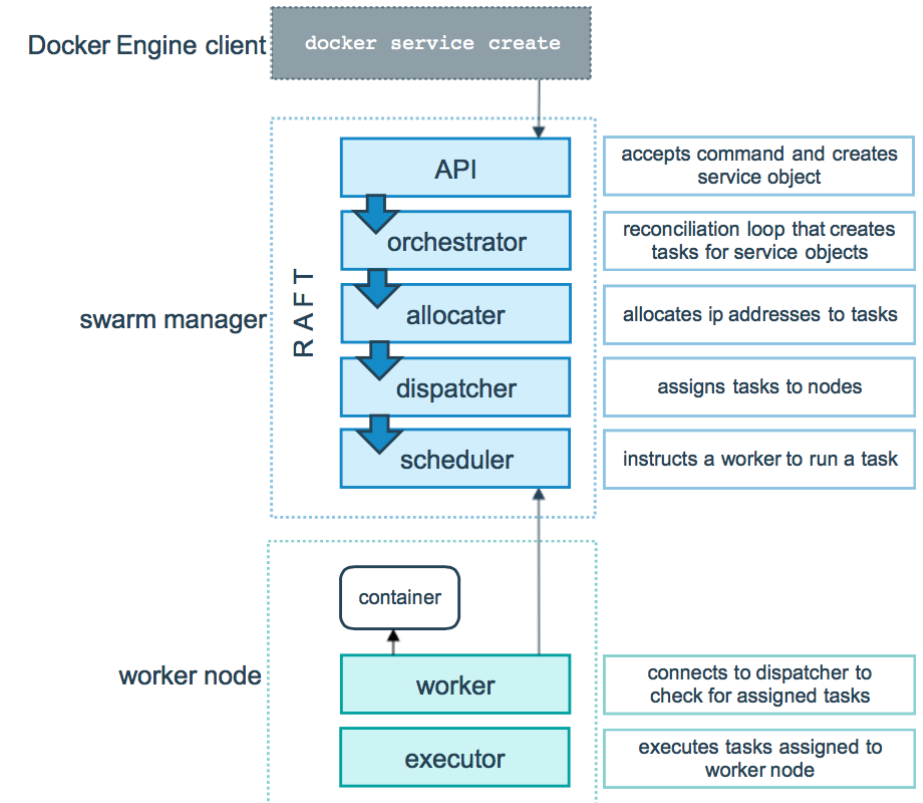 Docker Engine client
docker service create
API
accepts command and creates
service object
orchestrator
reconciliation loop that creates
tasks for service objects
swarm manager
RAFT
allocater
allocates ip addresses to tasks
dispatcher
assigns tasks to nodes
scheduler
instructs a worker to run a task
container
worker node
worker
connects to dispatcher to
check for assigned tasks
executor
executes tasks assigned to
worker node